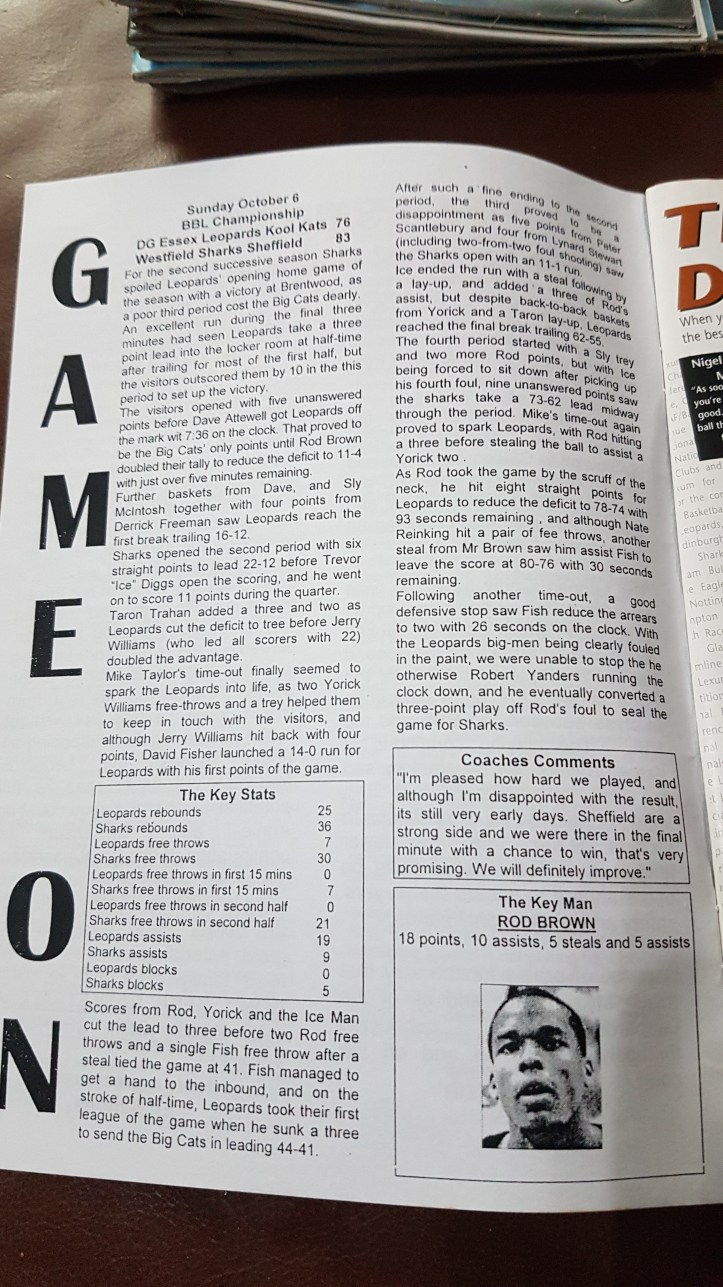 GAME ON
Sunday October 6
BBL Championship
DG Essex Leopards Kool Kats 76
Westfield Sharks Sheffield 83
For the second successive season Sharks
spoiled Leopards' opening home game of
the season with a victory at Brentwood, as
a poor third period cost the Big Cats dearly.
An excellent run during the final three
minutes had seen Leopards take a three
point lead into the locker room at half-time
after trailing for most of the first half, but
the visitors outscored them by 10 in the this
period to set up the victory.
The visitors opened with five unanswered
points before Dave Attewell got Leopards off
the mark wit 7:36 on the clock. That proved to
be the Big Cats' only points until Rod Brown
doubled their tally to reduce the deficit to 11-4
with just over five minutes remaining.
Further baskets from Dave, and Sly
McIntosh together with four points from
Derrick Freeman saw Leopards reach the
first break trailing 16-12.
Sharks opened the second period with six
straight points to lead 22-12 before Trevor
"Ice" Diggs open the scoring, and he went
on to score 11 points during the quarter.
Taron Trahan added a three and two as
Leopards cut the deficit to tree before Jerry
Williams (who led all scorers with 22)
doubled the advantage.
Mike Taylor's time-out finally seemed to
spark the Leopards into life, as two Yorick
Williams free-throws and a trey helped them
to keep in touch with the visitors, and
although Jerry Williams hit back with four
points, David Fisher launched a 14-0 run for
Leopards with his first points of the game.
The Key Stats
Leopards rebounds 25
Sharks rebounds 36
Leopards free throws 7
Sharks free throws 30
Leopards free throws in first 15 mins 0
Sharks free throws in first 15 mins 7
Leopards free throws in second half 0
Sharks free throws in second half 21
Leopards assists 19
Sharks assists 9
Leopards blocks 0
Sharks blocks 5
Scores from Rod, Yorick and the Ice Man
cut the lead to three before two Rod free
throws and a single Fish free throw after a
steal tied the game at 41. Fish managed to
get a hand to the inbound, and on the
stroke of half-time, Leopards took their first
league of the game when he sunk a three
to send the Big Cats in leading 44-41.
After such a fine ending to the second
period, the third proved to be a
disappointment as five points from Peter
Scantlebury and four from Lynard Stewart
(including two-from-two foul shooting) saw
the Sharks open with an 11-1 run.
Ice ended the run with a steal following by
a lay-up, and added a three of Rod's
assist, but despite back-to-back baskets
from Yorick and a Taron lay-up, Leopards
reached the final break trailing 62-55.
The fourth period started with a Sly trey
and two more Rod points, but with Ice
being forced to sit down after picking up
his fourth foul, nine unanswered points saw
the sharks take a 73-62 lead midway
through the period. Mike's time-out again
proved to spark Leopards, with Rod hitting
a three before stealing the ball to assist a
Yorick two .
As Rod took the game by the scruff of the
neck, he hit eight straight points for
Leopards to reduce the deficit to 78-74 with
93 seconds remaining , and although Nate
Reinking hit a pair of fee throws, another
steal from Mr Brown saw him assist Fish to
leave the score at 80-76 with 30 seconds
remaining.
Following another time-out, a good
defensive stop saw Fish reduce the arrears
to two with 26 seconds on the clock. With
the Leopards big-men being clearly fouled
in the paint, we were unable to stop the he
otherwise Robert Yanders running the
clock down, and he eventually converted a
three-point play off Rod's foul to seal the
game for Sharks.
Coaches Comments
"I'm pleased how hard we played, and
although I'm disappointed with the result,
its still very early days. Sheffield are a
strong side and we were there in the final
minute with a chance to win, that's very
promising. We will definitely improve."
The Key Man
ROD BROWN
18 points, 10 assists, 5 steals and 5 assists
When y
the bes
Nigel
"As soo
you're
good.
ball th
Clubs and